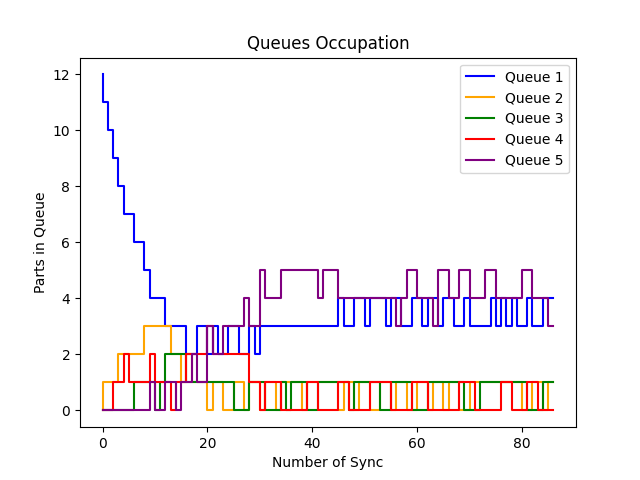 Queues Occupation
Parts in Queue
12
10
8
6
4
2
0
0 20 40 60 80
Number of Sync
Queue 1
Queue 2
Queue 3
Queue 4
Queue 5